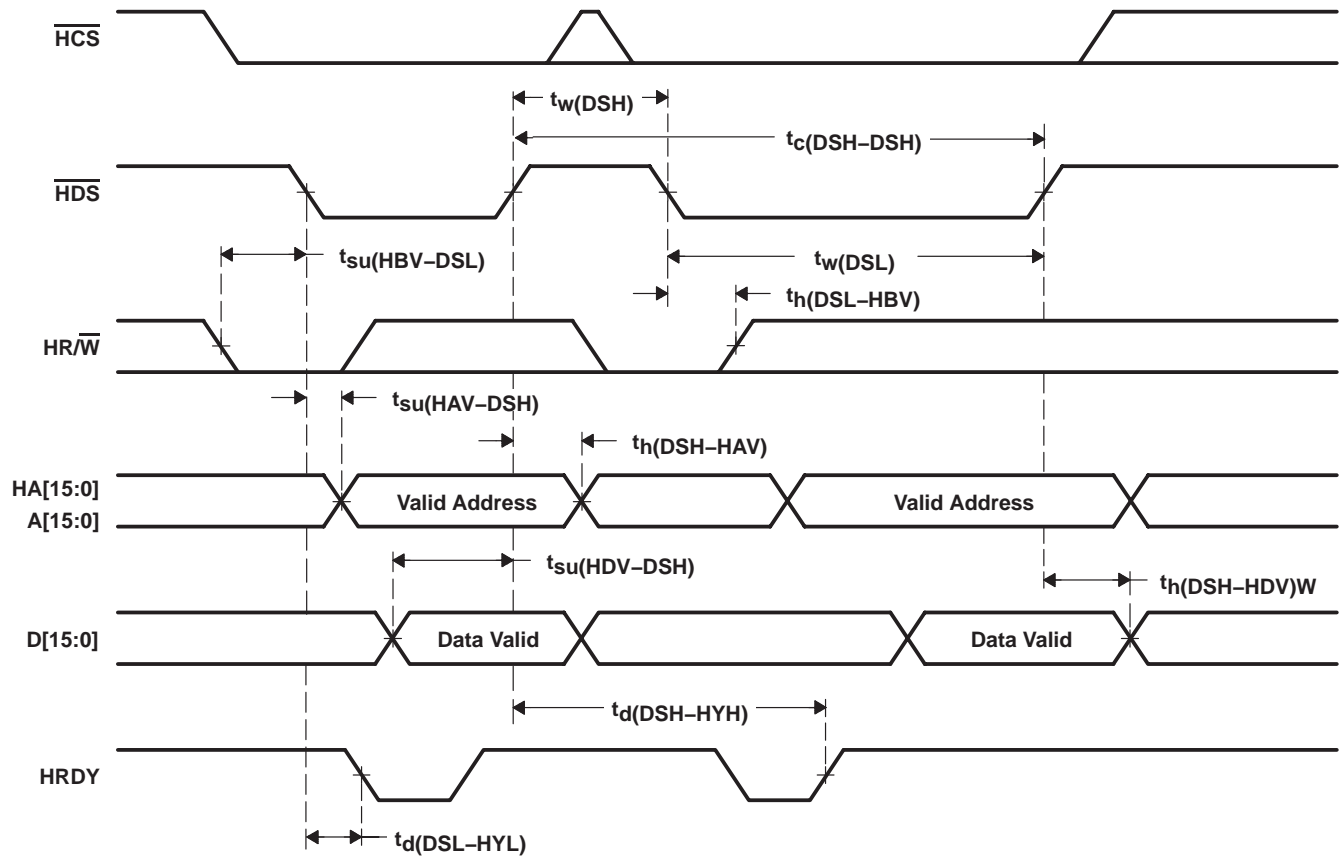 HCS
tw(DSH)
tc(DSH–DSH)
HDS
tsu(HBV–DSL)
tw(DSL)
th(DSL–HBV)
HR/W
tsu(HAV–DSH)
th(DSH–HAV)
HA[15:0]
Valid Address
Valid Address
A[15:0]
tsu(HDV–DSH)
th(DSH–HDV)W
D[15:0]
Data Valid
Data Valid
td(DSH–HYH)
HRDY
td(DSL–HYL)